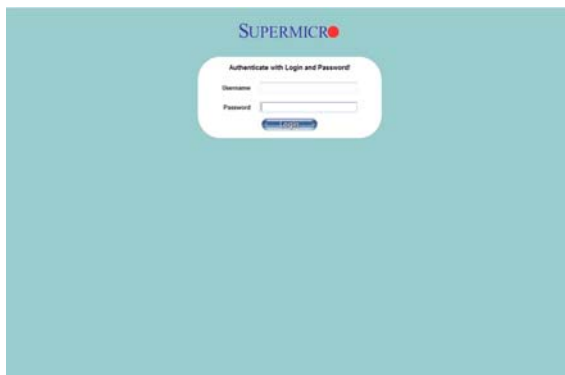 SUPERMICRO
Authenticate with Login and Password!
Username
Password
Login